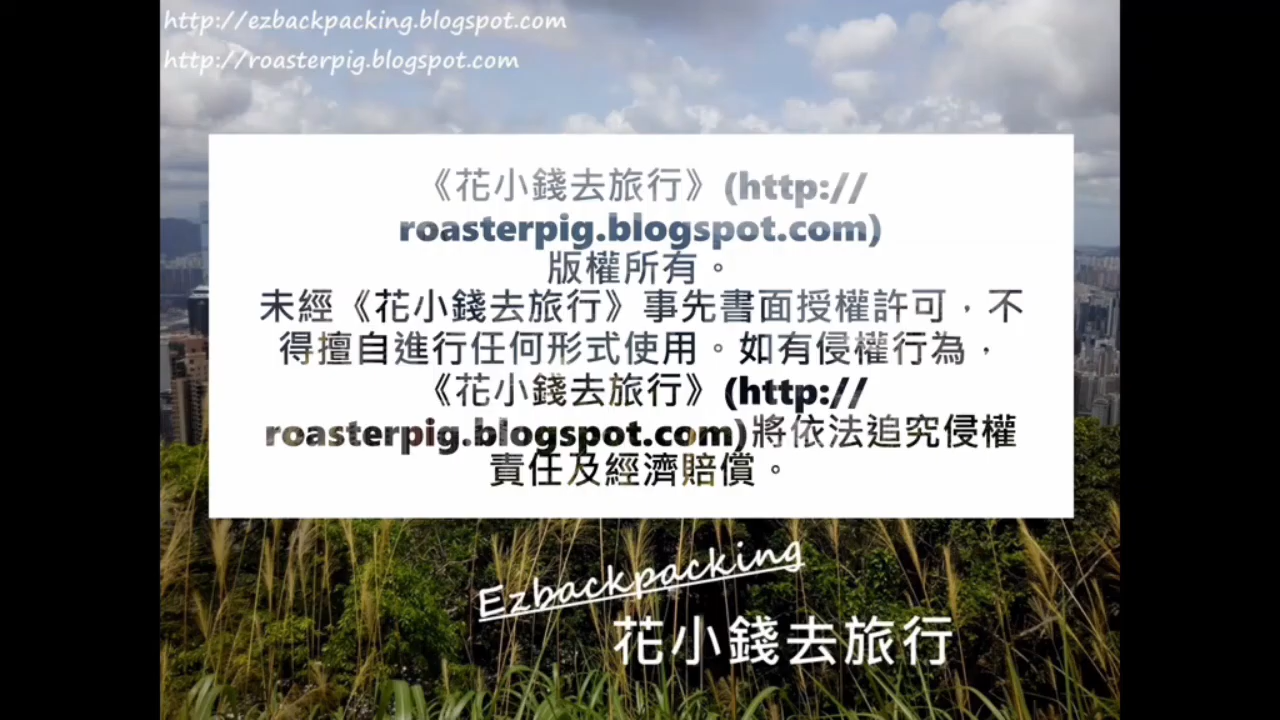 http://ezbackpacking.blogspot.com
http://roasterpig.blogspot.com
《花小錢去旅行》(http://
roasterpig.blogspot.com)
版權所有。
未經《花小錢去旅行》事先書面授權許可，不
得擅自進行任何形式使用。如有侵權行為，
《花小錢去旅行》(http://
roasterpig.blogspot.com)將依法追究侵權
責任及經濟賠償。
Ezbackpacking
花小錢去旅行